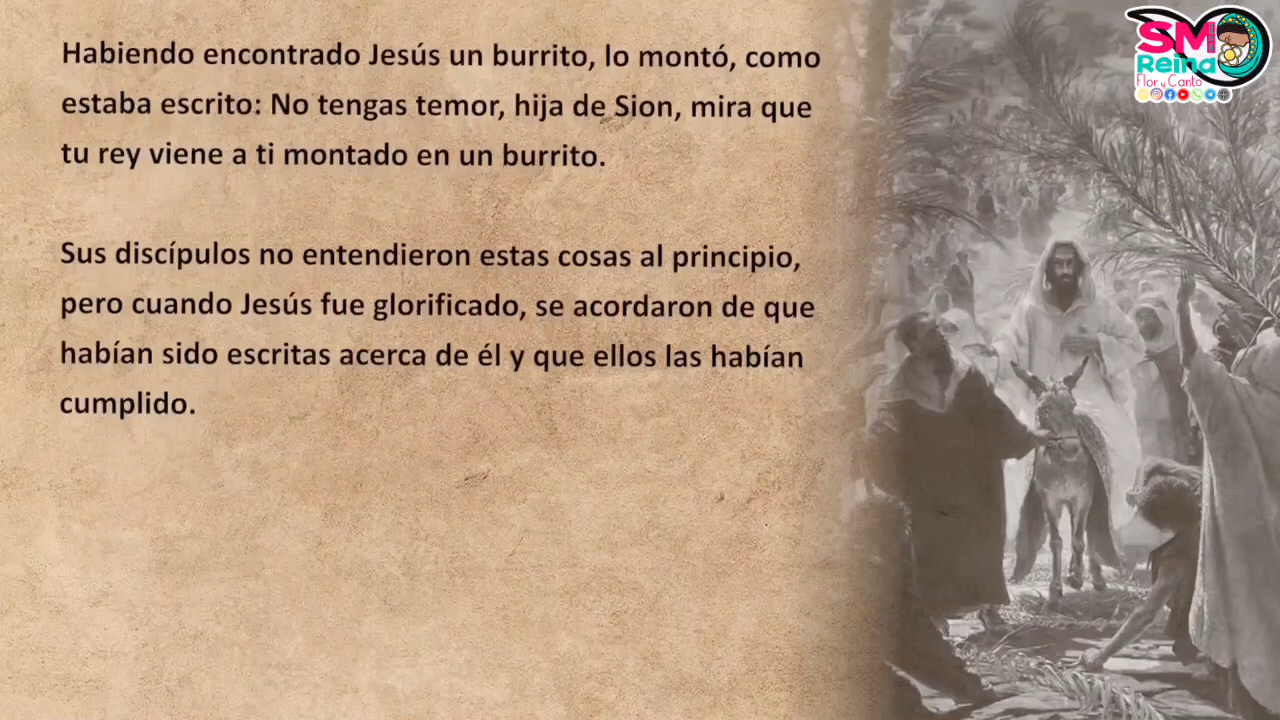 Habiendo encontrado Jesús un burrito, lo montó, como
estaba escrito: No tengas temor, hija de Sion, mira que
tu rey viene a ti montado en un burrito.
Sus discípulos no entendieron estas cosas al principio,
pero cuando Jesús fue glorificado, se acordaron de que
habían sido escritas acerca de él y que ellos las habían
cumplido.
SM
Reina
Flor y Canto